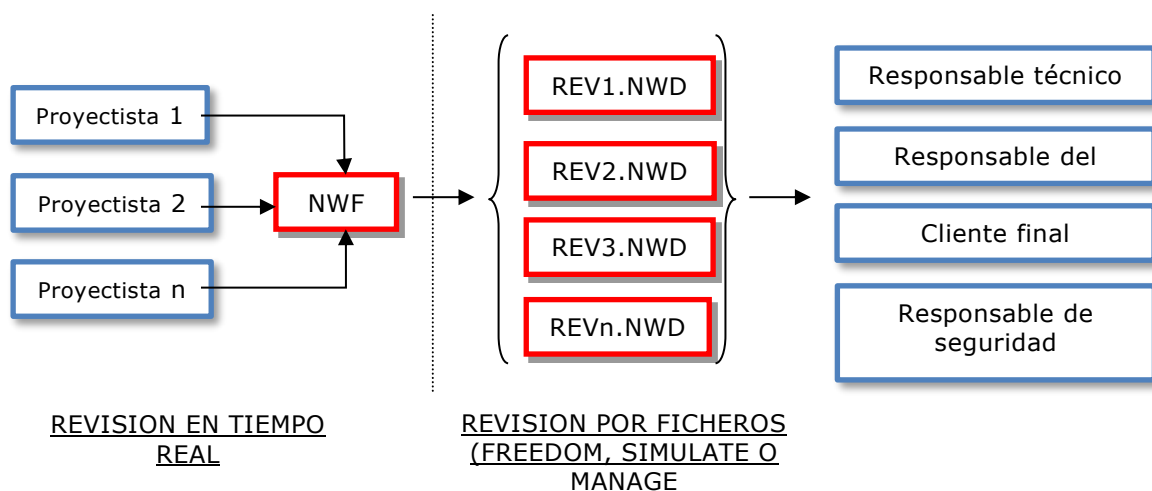 Proyectista 1
Proyectista 2
Proyectista n
NWF
REV1.NWD
REV2.NWD
REV3.NWD
REVn.NWD
Responsable técnico
Responsable del
Cliente final
Responsable de
seguridad
REVISION EN TIEMPO
REAL
REVISION POR FICHEROS
(FREEDOM, SIMULATE O
MANAGE